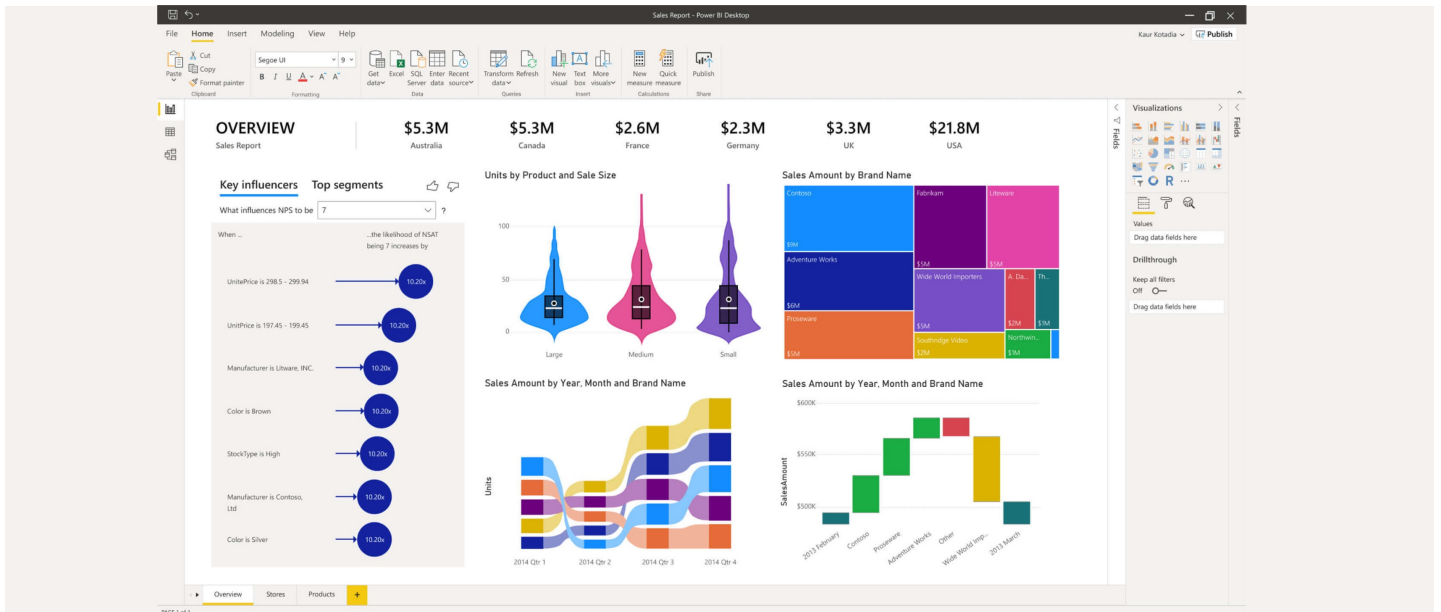 Sales Report - Power BI Desktop
File Home Insert Modeling View Help
Kaur Kotadia
Publish
Paste
Cut
Copy
Format painter
Clipboard
Segoe UI 9
B I U A A A
Formatting
Get data
Excel
SQL Server
Enter data
Recent source
Data
Transform data
Refresh
Queries
New visual
Text box
More visuals
Insert
New measure
Quick measure
Calculations
Publish
Share
OVERVIEW
Sales Report
$5.3M
Australia
$5.3M
Canada
$2.6M
France
$2.3M
Germany
$3.3M
UK
$21.8M
USA
Key influencers Top segments
What influences NPS to be 7 ?
When ...
...the likelihood of NSAT
being 7 increases by
UnitePrice is 298.5 - 299.94
10.20x
UnitPrice is 197.45 - 199.45
10.20x
Manufacturer is Litware, INC.
10.20x
Color is Brown
10.20x
StockType is High
10.20x
Manufacturer is Contoso,
Ltd
10.20x
Color is Silver
10.20x
Units by Product and Sale Size
100
50
0
Large Medium Small
Sales Amount by Brand Name
Contoso
$9M
Adventure Works
$6M
Proseware
$5M
Fabrikam
$5M
Liteware
$5M
Wide World Importers
$5M
A. Da...
$2M
Th...
$1M
Southridge Video
$2M
Northwin...
$1M
Sales Amount by Year, Month and Brand Name
Units
2014 Qtr 1 2014 Qtr 2 2014 Qtr 3 2014 Qtr 4
Sales Amount by Year, Month and Brand Name
SalesAmount
$600K
$550K
$500K
2013 February
Contoso
Proseware
Adventure Works
Other
Wide World Imp...
2013 March
Fields
Visualizations
R ...
Values
Drag data fields here
Drillthrough
Keep all filters
Off
Drag data fields here
Fields
Overview Stores Products +